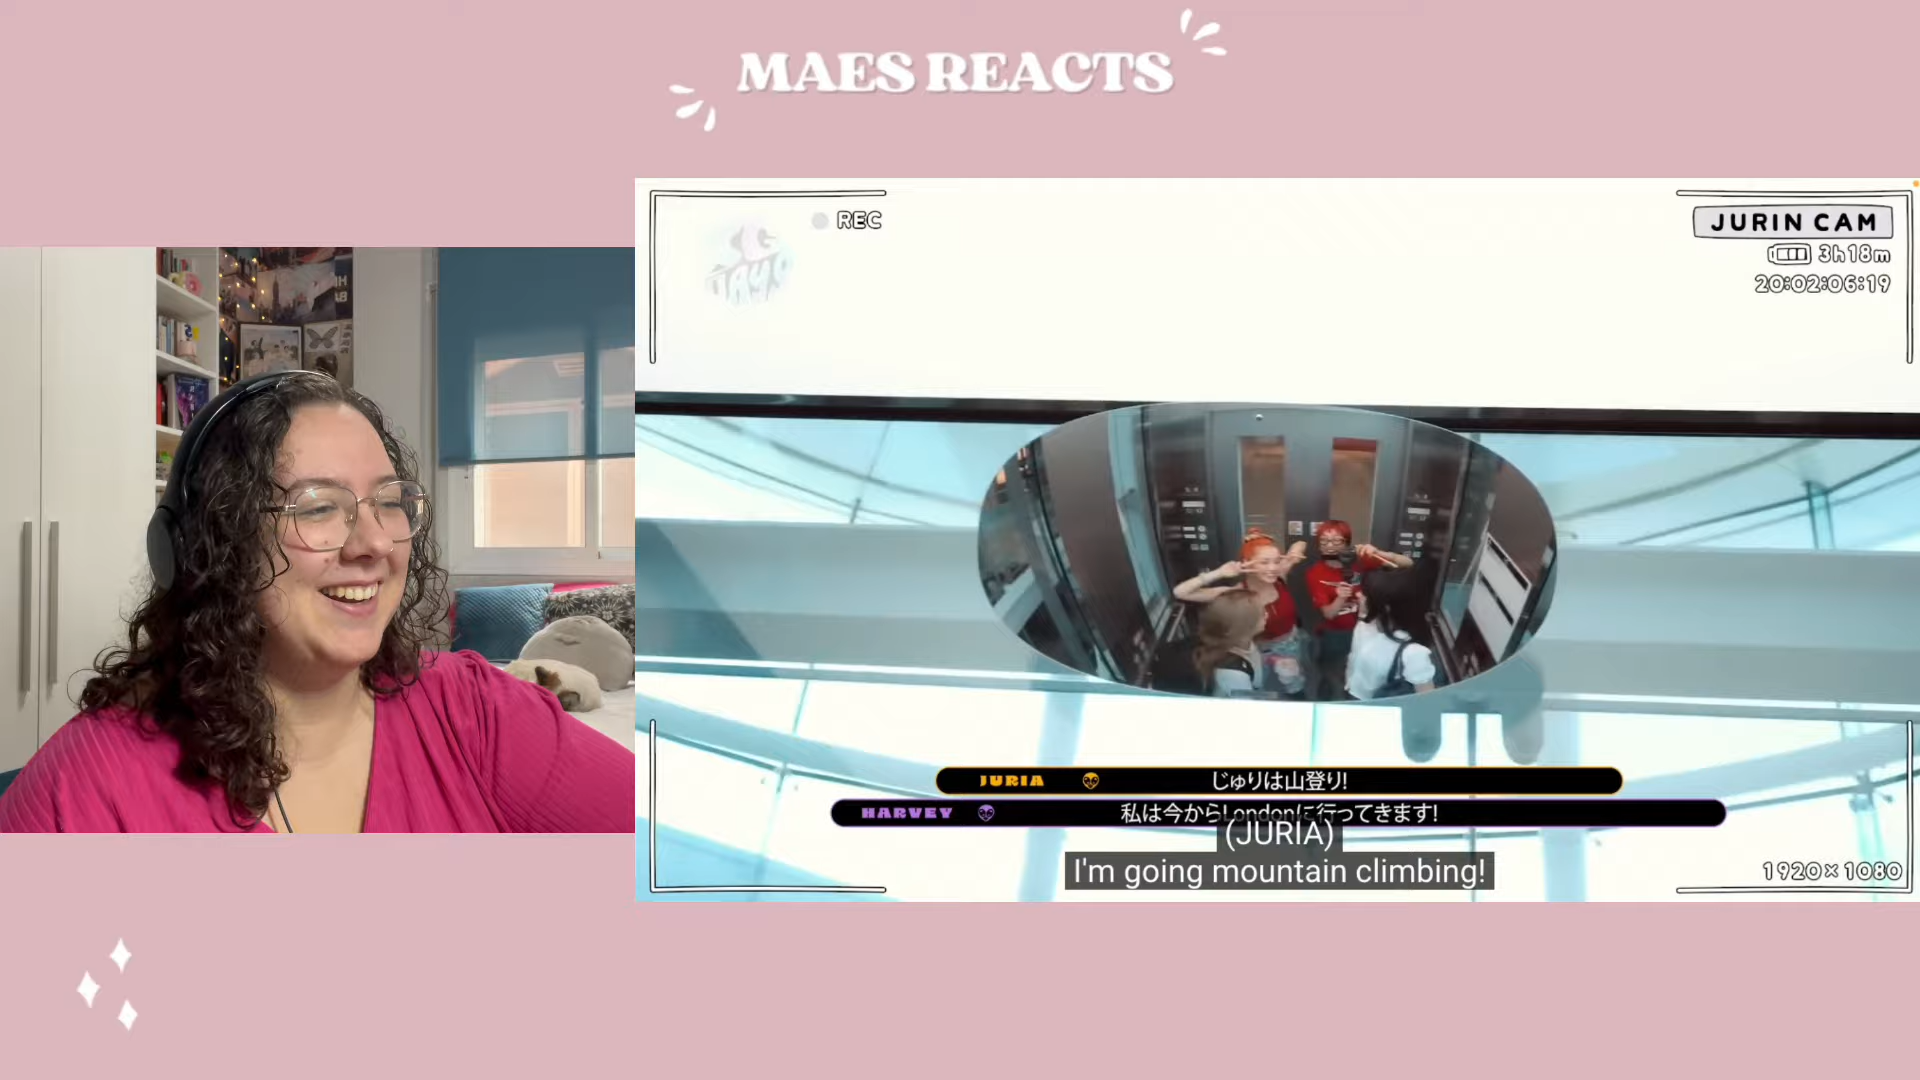 MAES REACTS
REC
JURIN CAM
3h18m
20:02:06:19
JURIA じゅりは山登り!
HARVEY 私は今からLondonに行ってきます!
(JURIA)
I'm going mountain climbing!
1920×1080